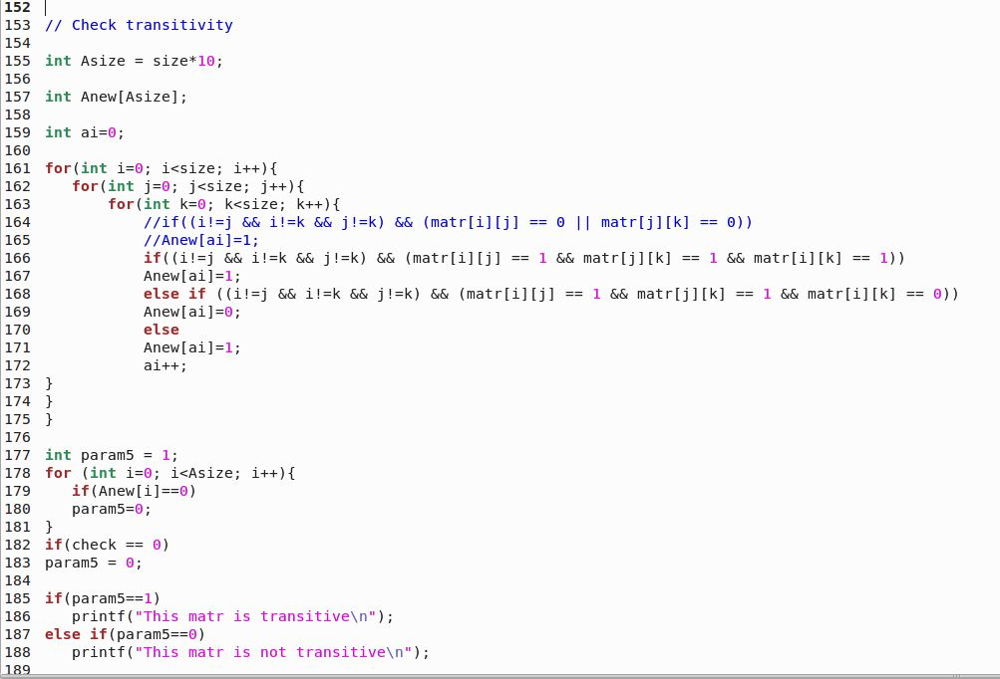 152
153 // Check transitivity
154
155 int Asize = size*10;
156
157 int Anew[Asize];
158
159 int ai=0;
160
161 for(int i=0; i<size; i++){
162    for(int j=0; j<size; j++){
163        for(int k=0; k<size; k++){
164            //if((i!=j && i!=k && j!=k) && (matr[i][j] == 0 || matr[j][k] == 0))
165            //Anew[ai]=1;
166            if((i!=j && i!=k && j!=k) && (matr[i][j] == 1 && matr[j][k] == 1 && matr[i][k] == 1))
167            Anew[ai]=1;
168            else if ((i!=j && i!=k && j!=k) && (matr[i][j] == 1 && matr[j][k] == 1 && matr[i][k] == 0))
169            Anew[ai]=0;
170            else
171            Anew[ai]=1;
172            ai++;
173 }
174 }
175 }
176
177 int param5 = 1;
178 for (int i=0; i<Asize; i++){
179    if(Anew[i]==0)
180    param5=0;
181 }
182 if(check == 0)
183 param5 = 0;
184
185 if(param5==1)
186    printf("This matr is transitive\n");
187 else if(param5==0)
188    printf("This matr is not transitive\n");
189